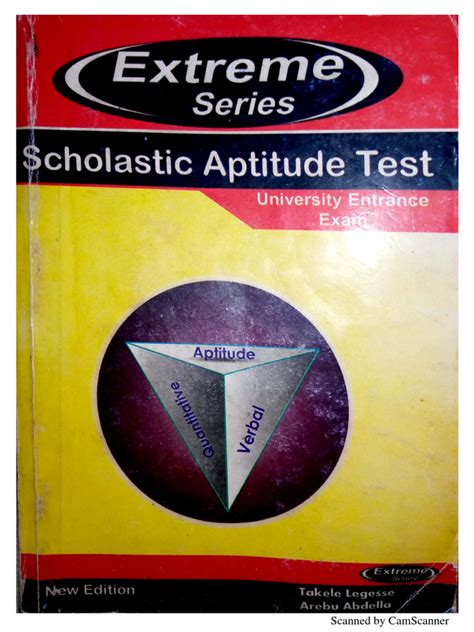 Extreme
Series
Scholastic Aptitude Test
University Entrance
Exam
Aptitude
Quantitative
Verbal
Extreme
Series
New Edition
Takele Legesse
Arebu Abdella
Scanned by CamScanner